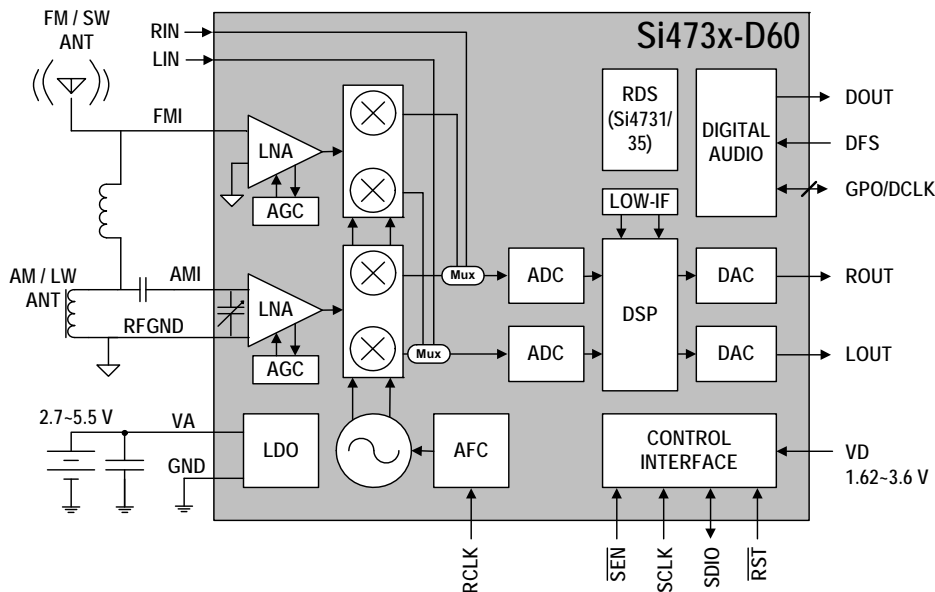 FM / SW
ANT
RIN
LIN
Si473x-D60
FMI
LNA
AGC
RDS
(Si4731/
35)
DIGITAL
AUDIO
DOUT
DFS
GPO/DCLK
LOW-IF
AM / LW
ANT
AMI
RFGND
LNA
AGC
Mux
Mux
ADC
ADC
DSP
DAC
DAC
ROUT
LOUT
2.7~5.5 V
VA
GND
LDO
AFC
CONTROL
INTERFACE
VD
1.62~3.6 V
RCLK
SEN
SCLK
SDIO
RST